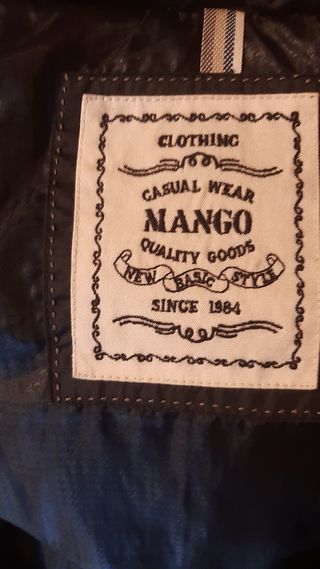 CLOTHING
CASUAL WEAR
MANGO
QUALITY GOODS
NEW BASIC STYLE
SINCE 1984